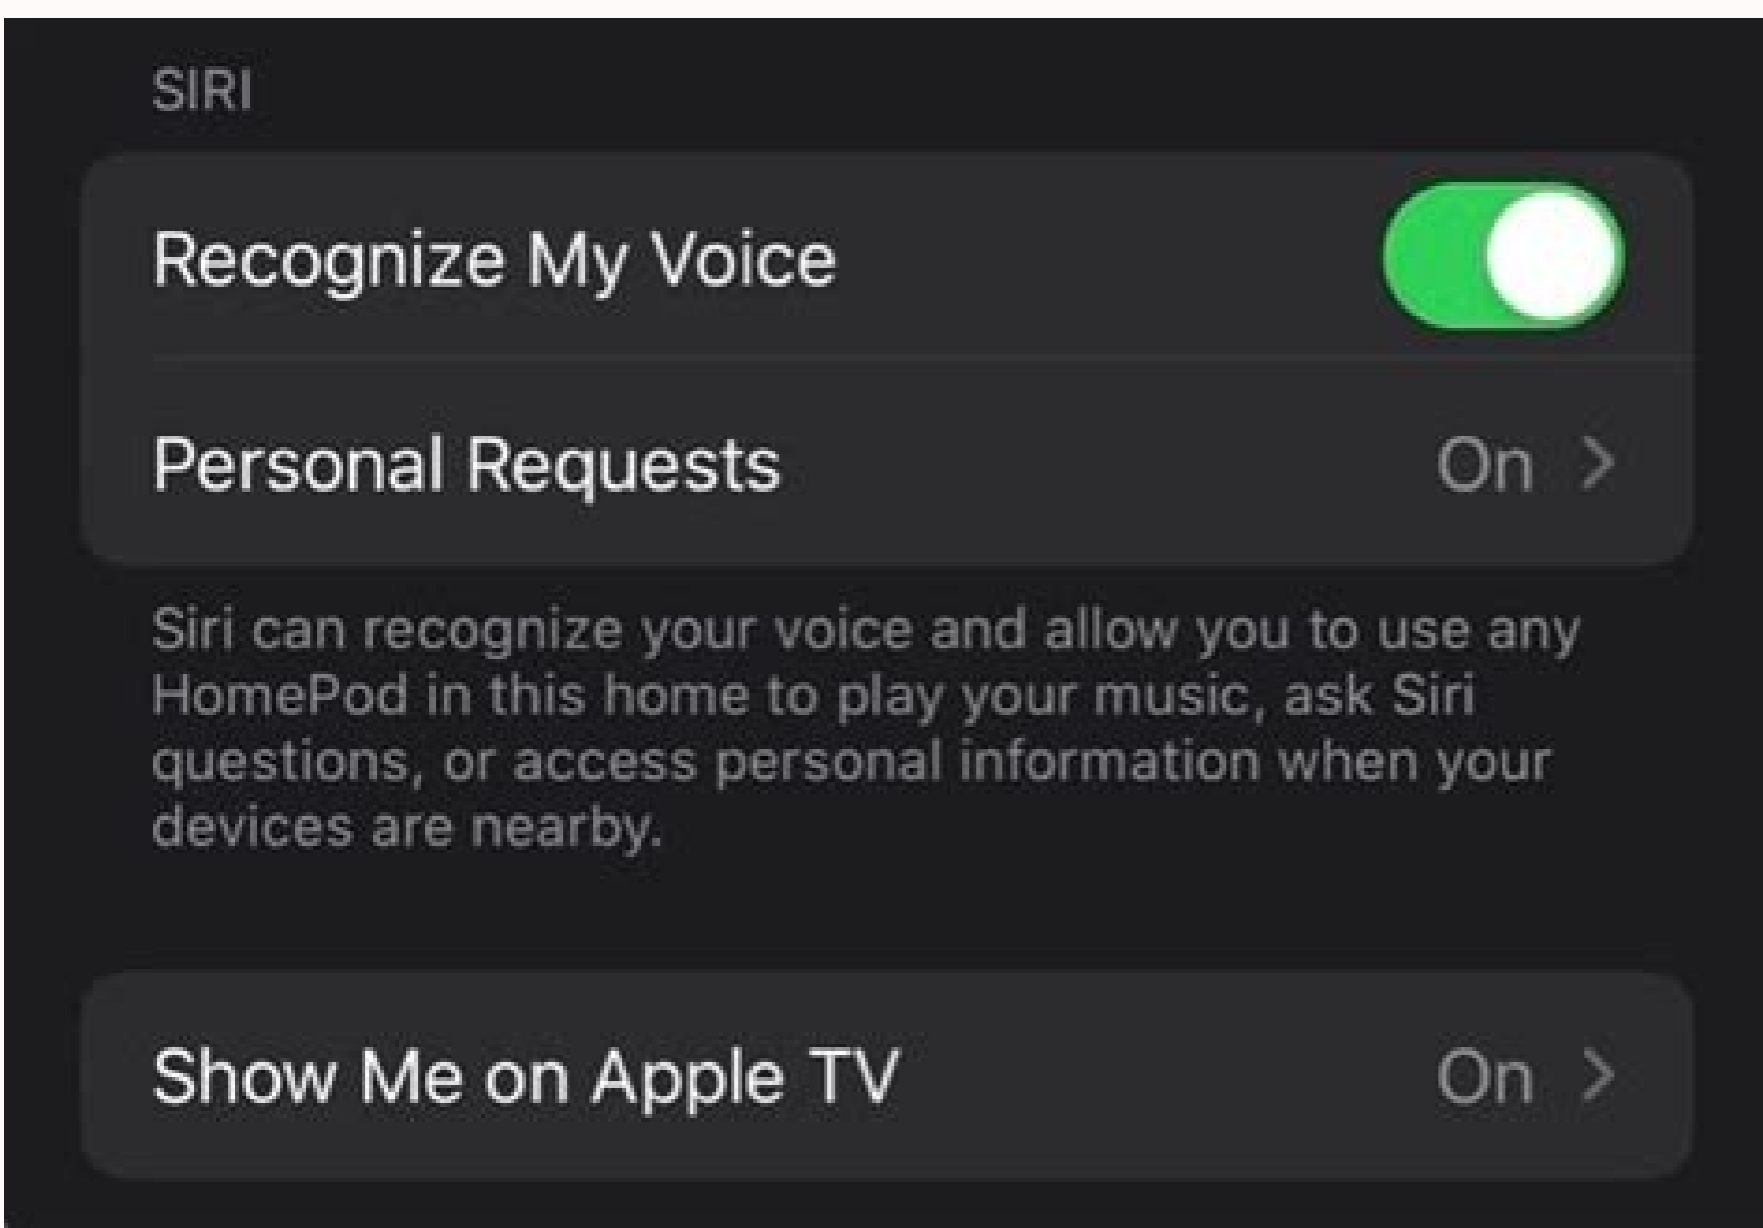 SIRI
Recognize My Voice
Personal Requests On >
Siri can recognize your voice and allow you to use any
HomePod in this home to play your music, ask Siri
questions, or access personal information when your
devices are nearby.
Show Me on Apple TV On >